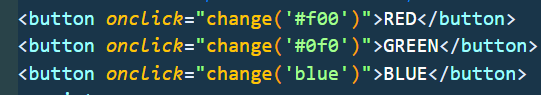 <button onclick="change('#f00')">RED</button>
<button onclick="change('#0f0')">GREEN</button>
<button onclick="change('blue')">BLUE</button>